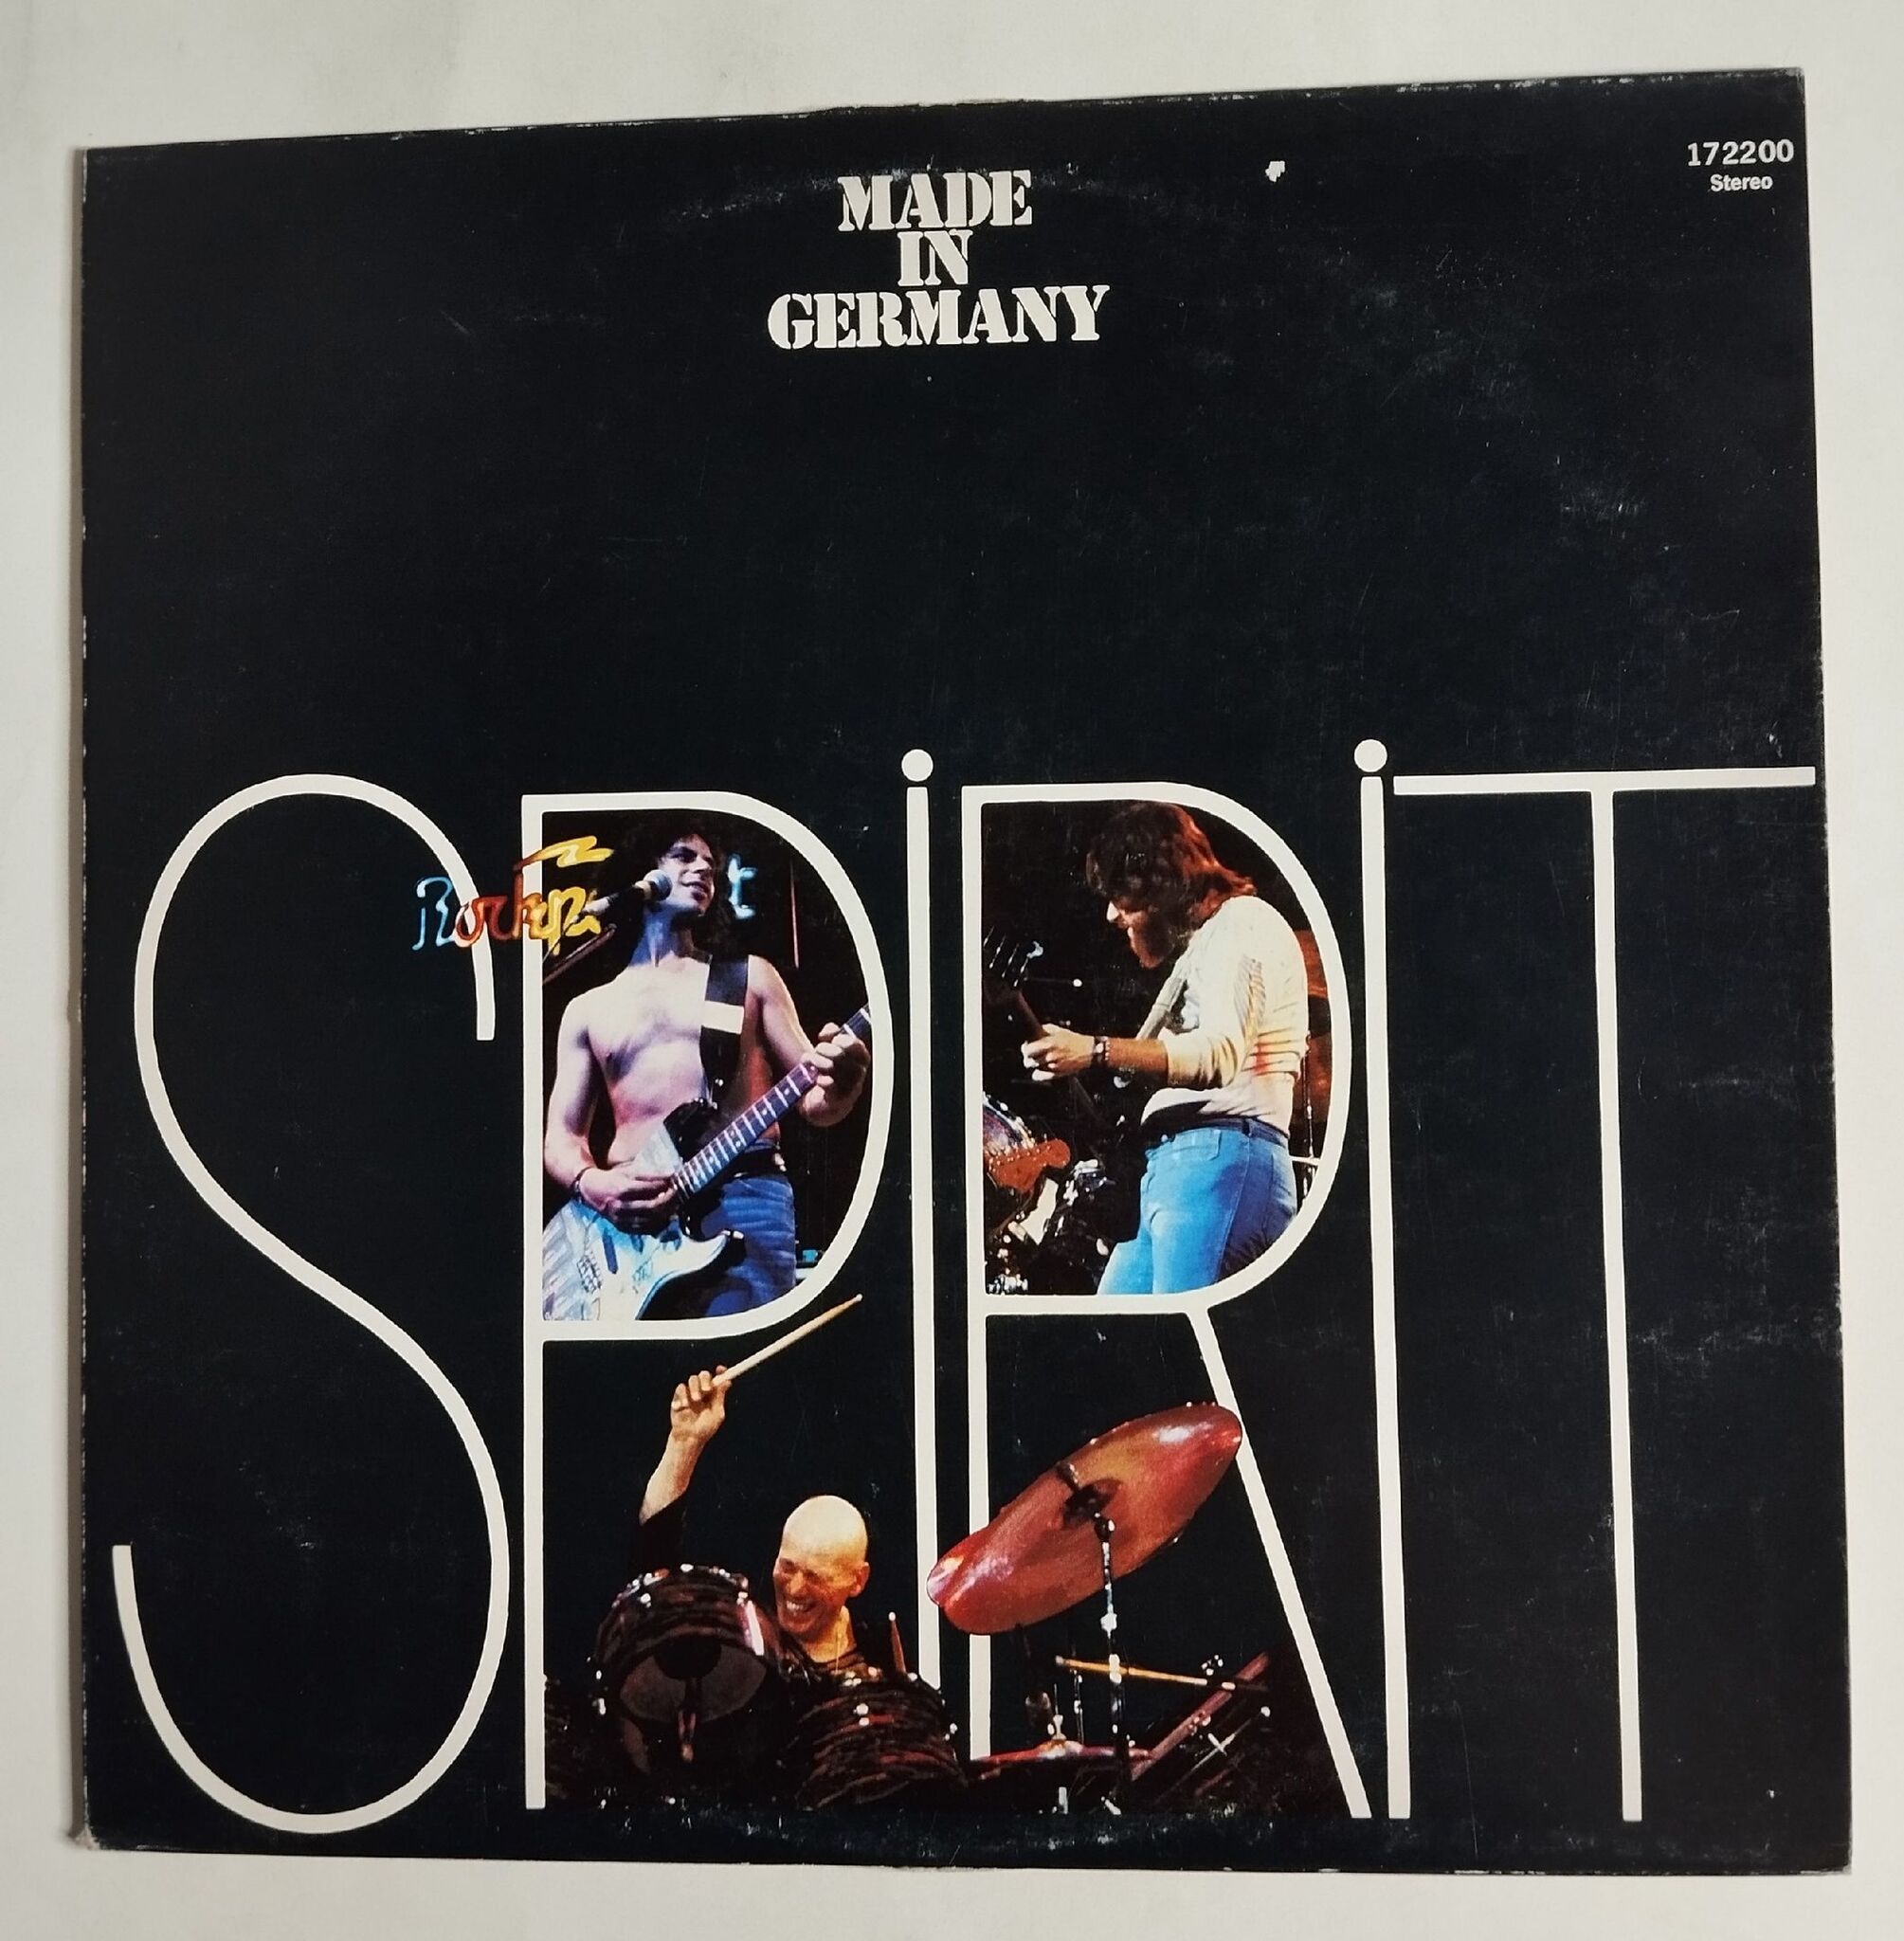 MADE
IN
GERMANY
172200
Stereo
SPiRiT